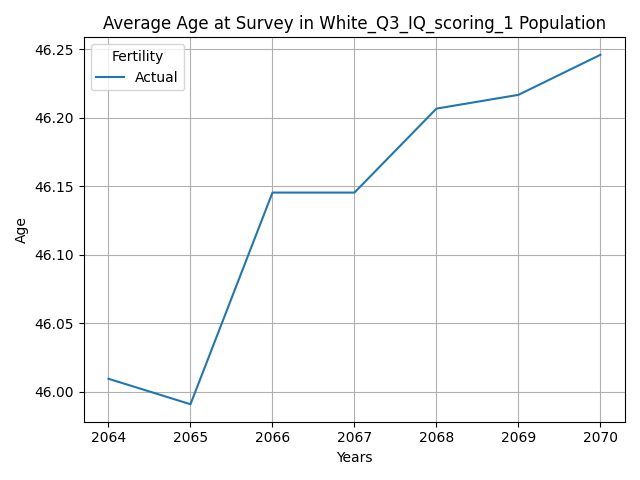 Average Age at Survey in White_Q3_IQ_scoring_1 Population
Fertility
Actual
46.25
46.20
46.15
46.10
46.05
46.00
Age
2064 2065 2066 2067 2068 2069 2070
Years